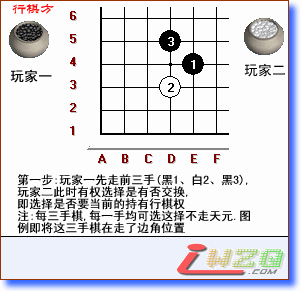 行棋方
6
5
4
3
2
1
3
1
2
玩家一
玩家二
A B C D E F
第一步:玩家一先走前三手(黑1、白2、黑3),
玩家二此时有权选择是否有交换,
即选择是否要当前的持有行棋权
注:每三手棋,每一手均可选这择不走天元.图
例即将这三手棋在走了边角位置
iWZQ
.COM